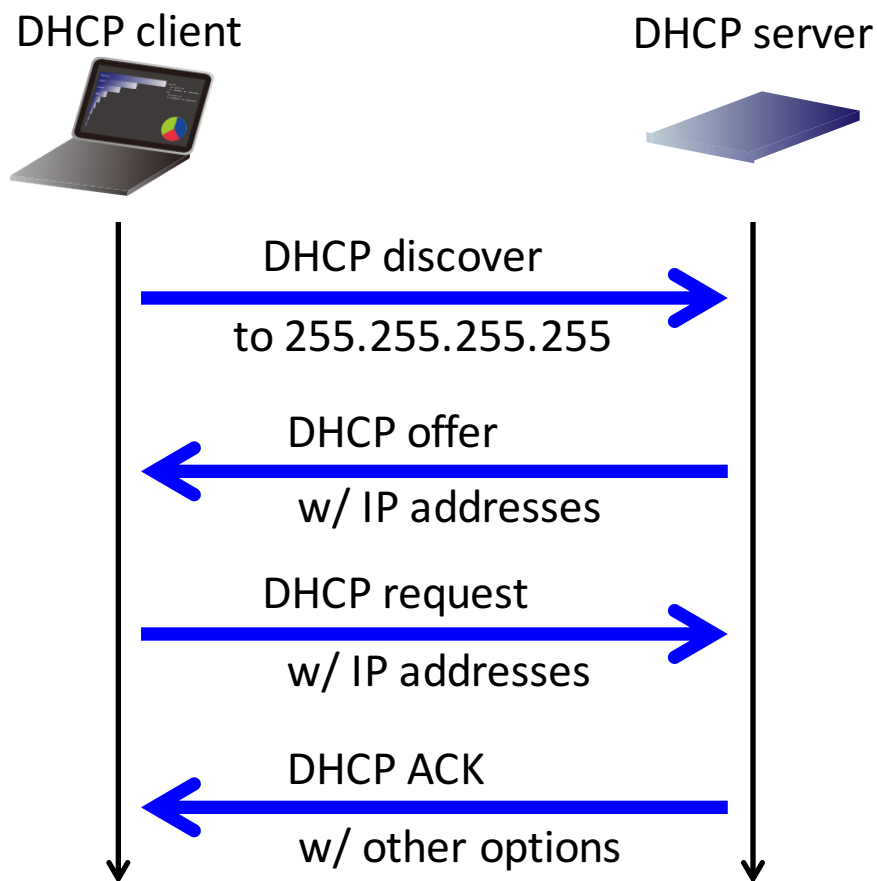 DHCP client
DHCP server
DHCP discover
to 255.255.255.255
DHCP offer
w/ IP addresses
DHCP request
w/ IP addresses
DHCP ACK
w/ other options